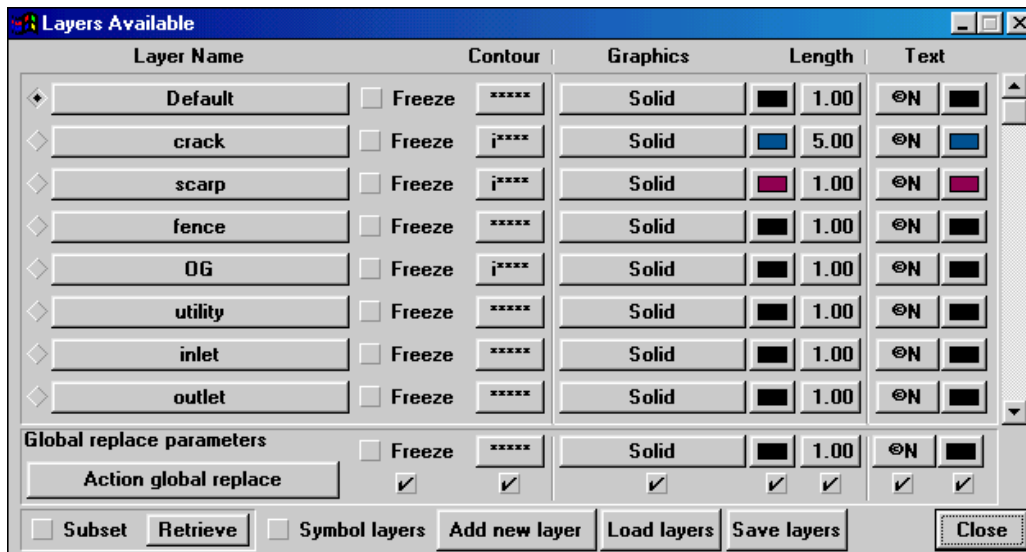 Layers Available
Layer Name Contour Graphics Length Text
Default Freeze ***** Solid 1.00 ⊙N
crack Freeze i**** Solid 5.00 ⊙N
scarp Freeze i**** Solid 1.00 ⊙N
fence Freeze ***** Solid 1.00 ⊙N
OG Freeze i**** Solid 1.00 ⊙N
utility Freeze ***** Solid 1.00 ⊙N
inlet Freeze ***** Solid 1.00 ⊙N
outlet Freeze ***** Solid 1.00 ⊙N
Global replace parameters Freeze ***** Solid 1.00 ⊙N
Action global replace
Subset Retrieve Symbol layers Add new layer Load layers Save layers Close